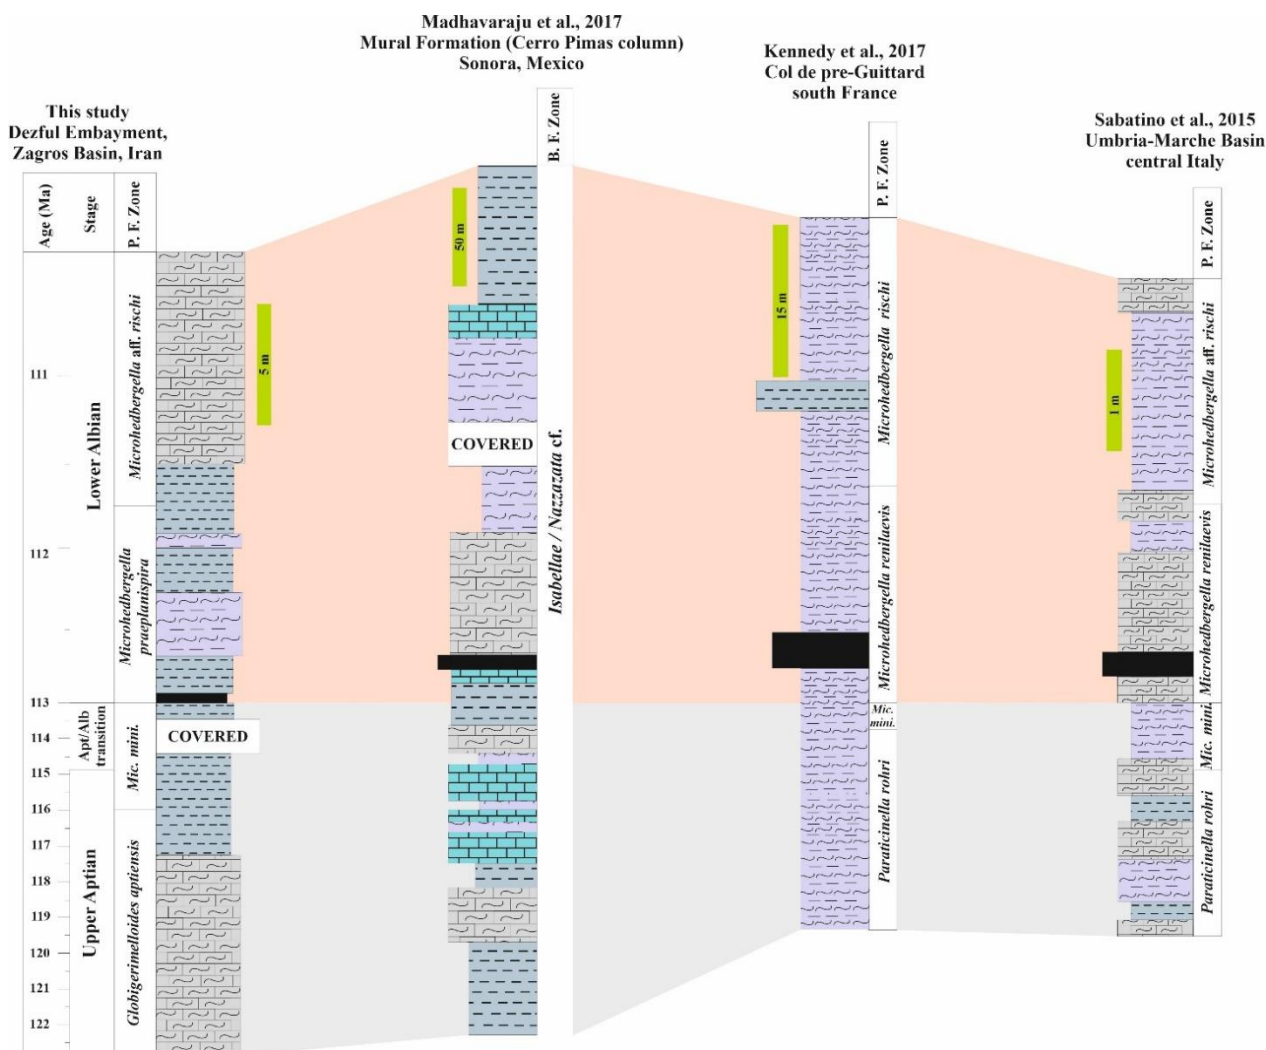 Madhavaraju et al., 2017
Mural Formation (Cerro Pimas column)
Sonora, Mexico
Kennedy et al., 2017
Col de pre-Guittard
south France
This study
Dezful Embayment,
Zagros Basin, Iran
Sabatino et al., 2015
Umbria-Marche Basin
central Italy
Age (Ma)
Stage
P. F. Zone
B. F. Zone
P. F. Zone
P. F. Zone
111
112
113
114
115
116
117
118
119
120
121
122
Lower Albian
Apt/Alb
transition
Upper Aptian
Microhedbergella aff. rischi
Microhedbergella
praeplanispira
Mic. mini.
Globigerimelloides aptiensis
COVERED
5 m
50 m
COVERED
Isabellae / Nazzazata cf.
15 m
Microhedbergella rischi
Microhedbergella renilaevis
Mic.
mini.
Paraticinella rohri
1 m
Microhedbergella aff. rischi
Microhedbergella renilaevis
Mic. mini.
Paraticinella rohri